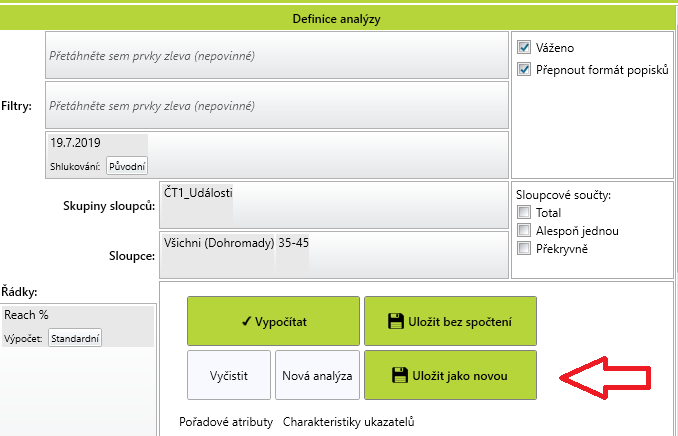 Definice analýzy
Přetáhněte sem prvky zleva (nepovinné)
Váženo
Přepnout formát popisků
Filtry:
Přetáhněte sem prvky zleva (nepovinné)
19.7.2019
Shlukování: Původní
Skupiny sloupců:
ČT1_Události
Sloupcové součty:
Total
Alespoň jednou
Překryvně
Sloupce:
Všichni (Dohromady) 35-45
Řádky:
Reach %
Výpočet: Standardní
✓ Vypočítat
Uložit bez spočtení
Vyčistit
Nová analýza
Uložit jako novou
Pořadové atributy
Charakteristiky ukazatelů